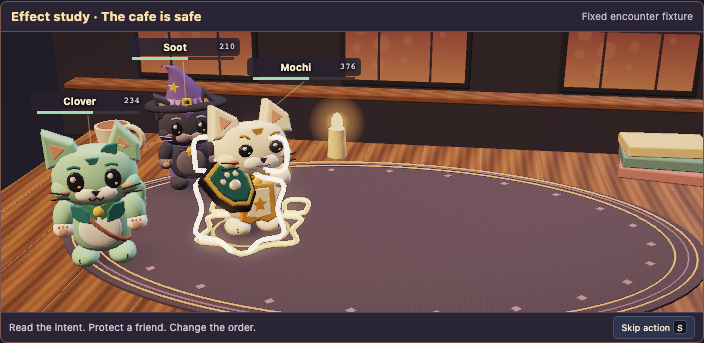 Effect study · The cafe is safe
Fixed encounter fixture
Soot 210
Mochi 376
Clover 234
Read the intent. Protect a friend. Change the order.
Skip action S